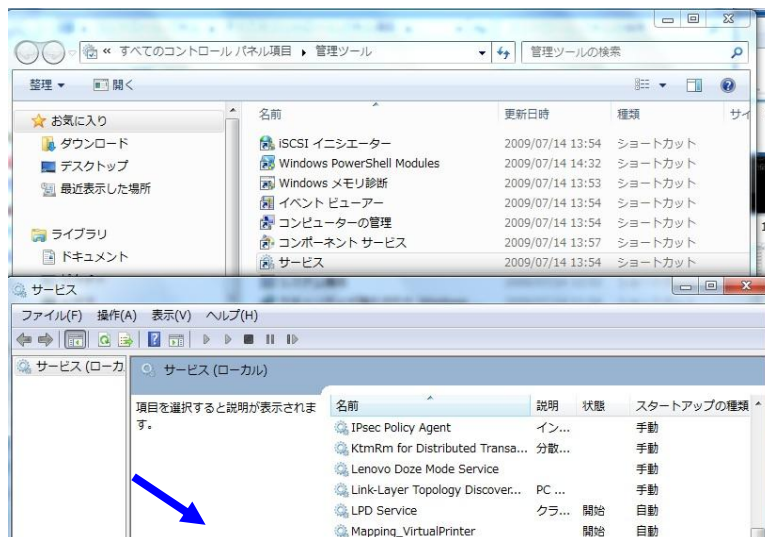 « すべてのコントロール パネル項目 ▸ 管理ツール
管理ツールの検索
整理 ▼ 開く
お気に入り
ダウンロード
デスクトップ
最近表示した場所
ライブラリ
ドキュメント
名前 更新日時 種類 サイ
iSCSI イニシエーター 2009/07/14 13:54 ショートカット
Windows PowerShell Modules 2009/07/14 14:32 ショートカット
Windows メモリ診断 2009/07/14 13:53 ショートカット
イベント ビューアー 2009/07/14 13:54 ショートカット
コンピューターの管理 2009/07/14 13:54 ショートカット
コンポーネント サービス 2009/07/14 13:57 ショートカット
サービス 2009/07/14 13:54 ショートカット
サービス
ファイル(F) 操作(A) 表示(V) ヘルプ(H)
サービス (ローカ
サービス (ローカル)
項目を選択すると説明が表示されま
す。
名前 説明 状態 スタートアップの種類
IPsec Policy Agent イン... 手動
KtmRm for Distributed Transa... 分散... 手動
Lenovo Doze Mode Service 手動
Link-Layer Topology Discover... PC ... 手動
LPD Service クラ... 開始 自動
Mapping_VirtualPrinter 開始 自動